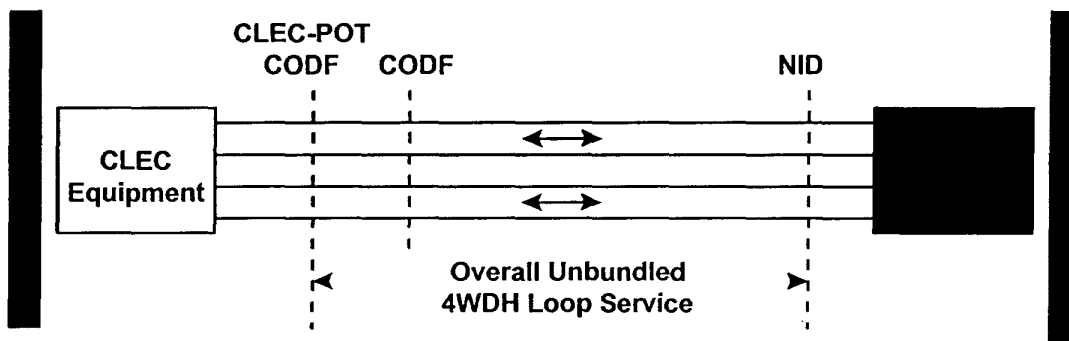 CLEC-POT
CODF CODF NID
CLEC
Equipment
Overall Unbundled
4WDH Loop Service